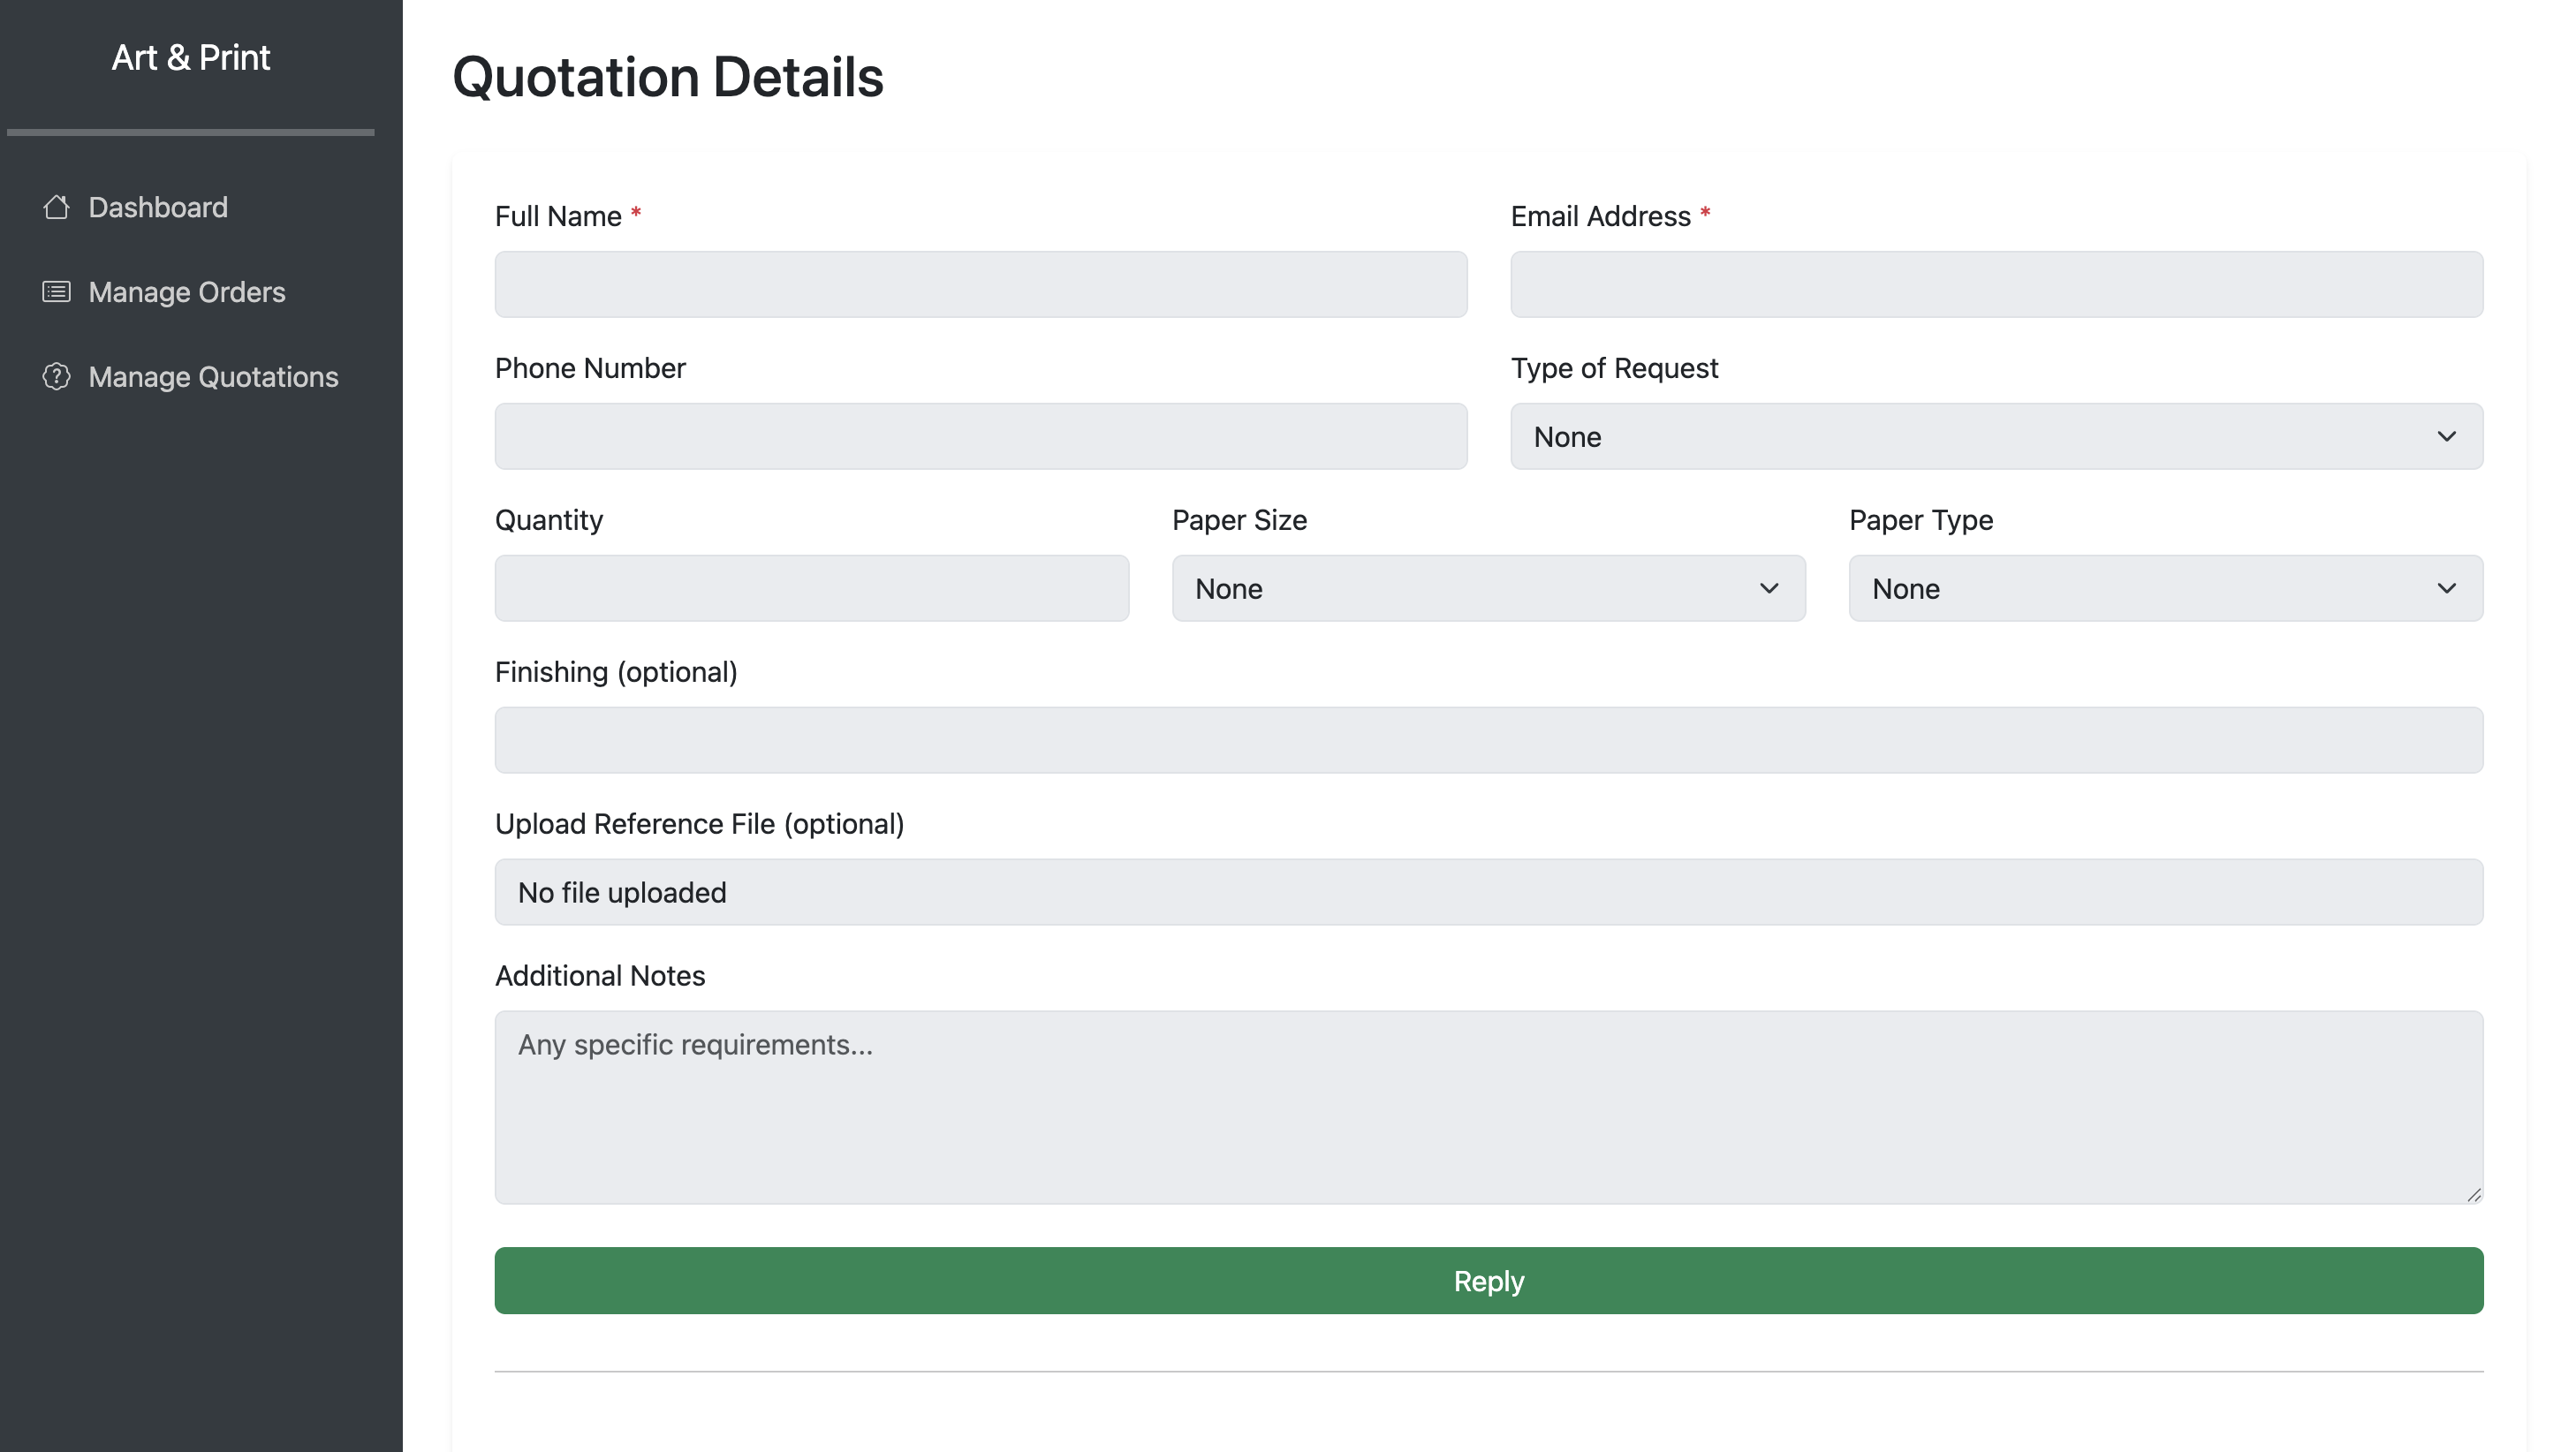 Art & Print
Dashboard
Manage Orders
Manage Quotations
Quotation Details
Full Name *
Email Address *
Phone Number
Type of Request
None
Quantity
Paper Size
Paper Type
None
None
Finishing (optional)
Upload Reference File (optional)
No file uploaded
Additional Notes
Any specific requirements...
Reply